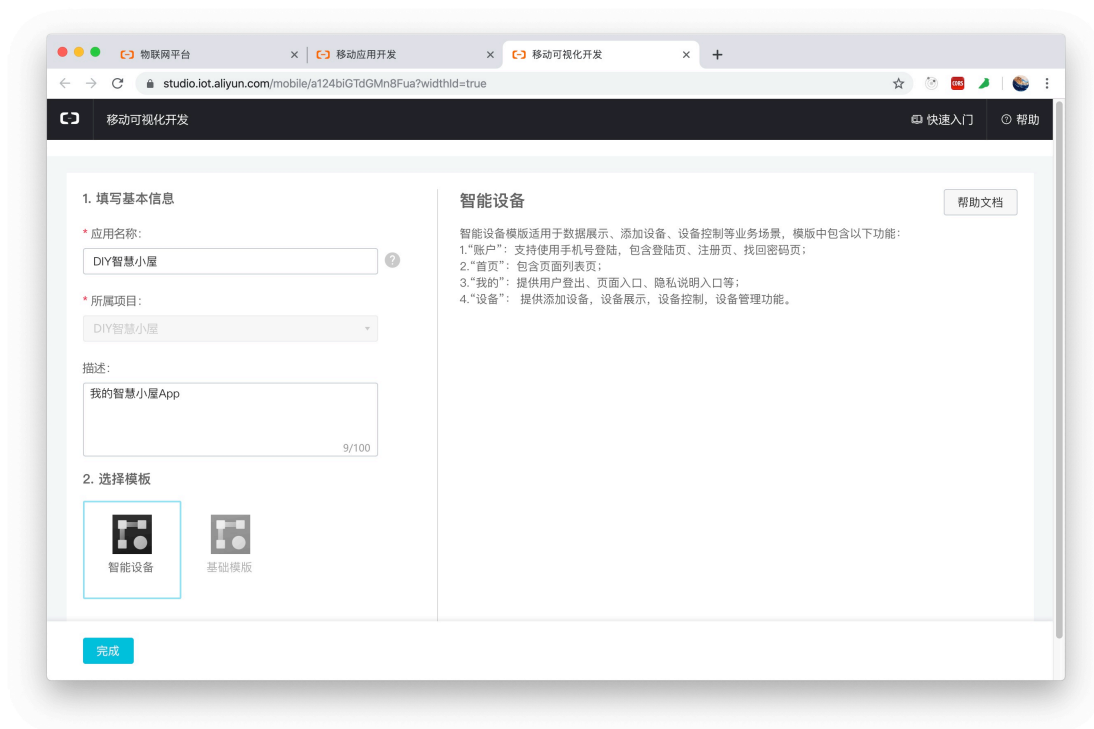 物联网平台
移动应用开发
移动可视化开发
studio.iot.aliyun.com/mobile/a124biGTdGMn8Fua?widthId=true
CORS
移动可视化开发
快速入门
帮助
1. 填写基本信息
* 应用名称:
DIY智慧小屋
* 所属项目:
DIY智慧小屋
描述:
我的智慧小屋App
9/100
2. 选择模板
智能设备
基础模版
完成
智能设备
帮助文档
智能设备模版适用于数据展示、添加设备、设备控制等业务场景，模版中包含以下功能：
1.“账户”：支持使用手机号登陆，包含登陆页、注册页、找回密码页；
2.“首页”：包含页面列表页；
3.“我的”：提供用户登出、页面入口、隐私说明入口等；
4.“设备”： 提供添加设备，设备展示，设备控制，设备管理功能。